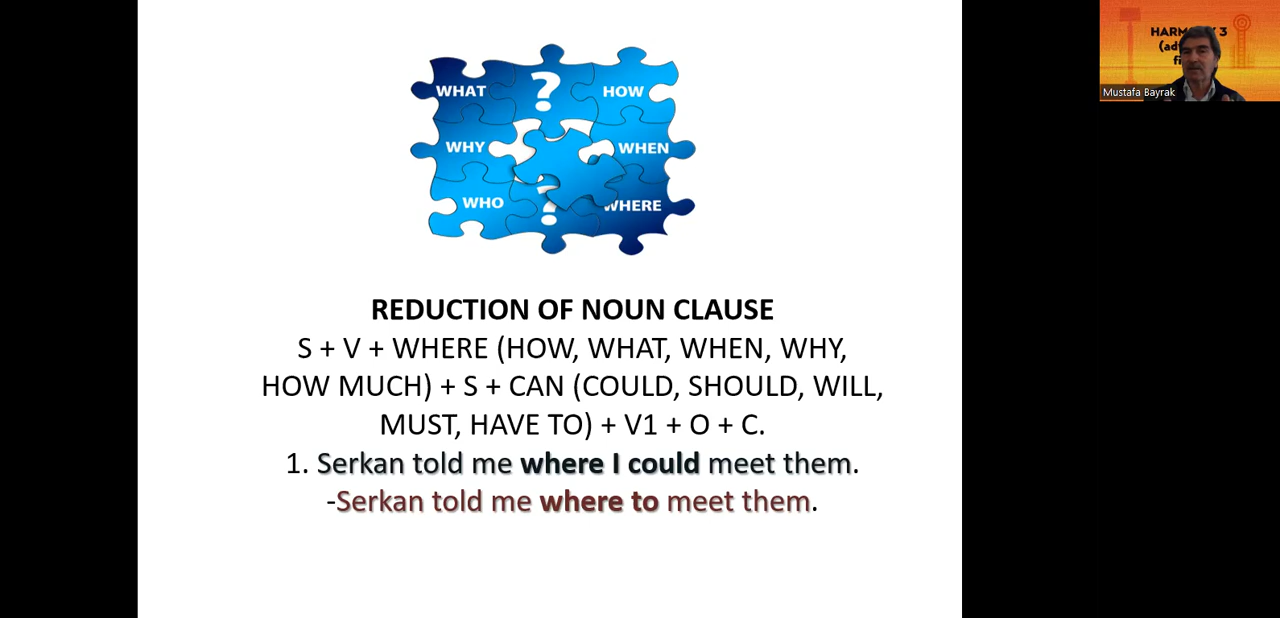 WHAT
?
HOW
WHY
WHEN
WHO
?
WHERE
REDUCTION OF NOUN CLAUSE
S + V + WHERE (HOW, WHAT, WHEN, WHY,
HOW MUCH) + S + CAN (COULD, SHOULD, WILL,
MUST, HAVE TO) + V1 + O + C.
1. Serkan told me where I could meet them.
-Serkan told me where to meet them.
3
Mustafa Bayrak